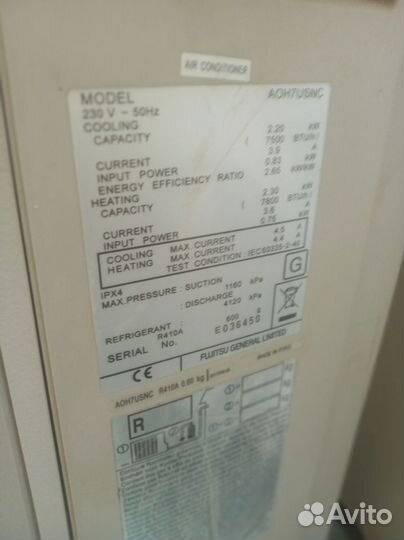 AIR CONDITIONER
MODEL AOH7USNC
230 V ~ 50Hz
COOLING 2.20 kW
CAPACITY ( 7500 BTU/h )
3.9 A
CURRENT 0.83 kW
INPUT POWER 2.65 kW/kW
ENERGY EFFICIENCY RATIO
HEATING 2.30 kW
CAPACITY ( 7800 BTU/h )
3.6 A
CURRENT 0.75 kW
INPUT POWER
COOLING MAX. CURRENT 4.5 A
HEATING MAX. CURRENT 4.4 A
TEST CONDITION : IEC60335-2-40
IPX4
G
MAX. PRESSURE : SUCTION 1160 kPa
: DISCHARGE 4120 kPa
REFRIGERANT 600 g
R410A
SERIAL No. E036450
FUJITSU GENERAL LIMITED
CE
AOH7USNC R410A 0.60 kg
R
kg
kg
kg
Avito